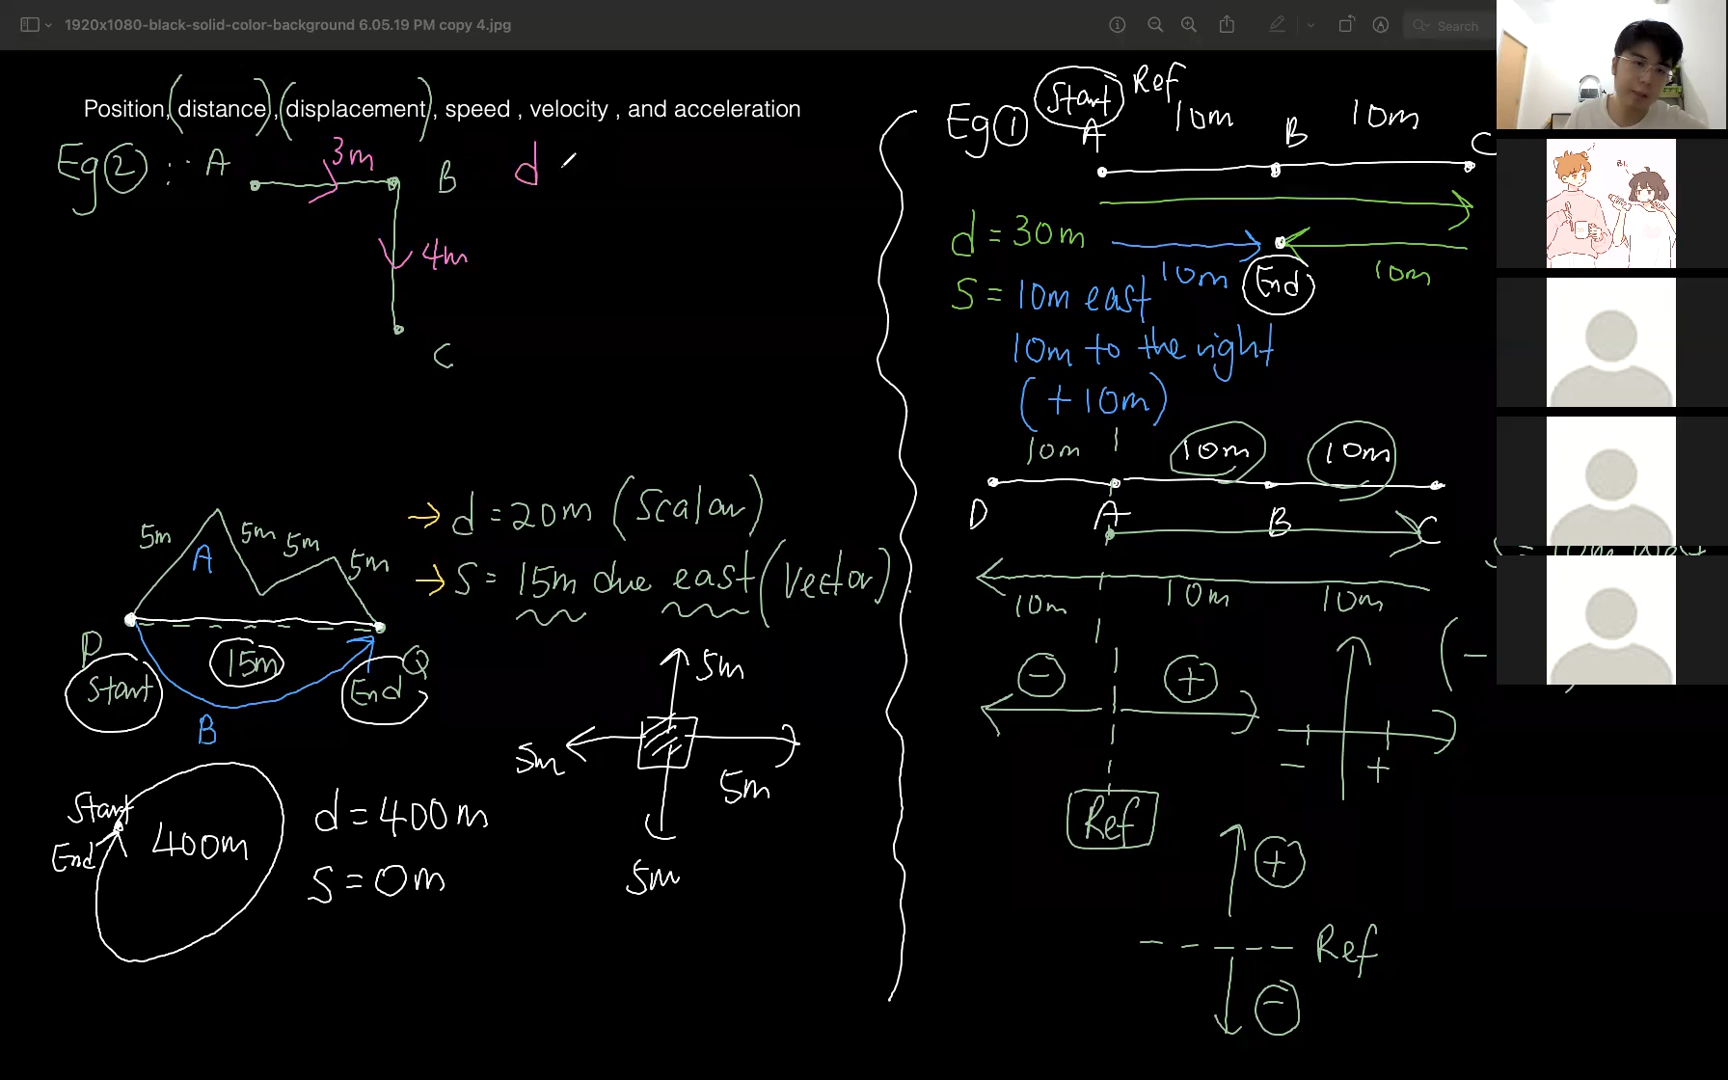 1920x1080-black-solid-color-background 6.05.19 PM copy 4.jpg
Search
Position, (distance), (displacement), speed , velocity , and acceleration
Eg② : A
3m
B
d
4m
C
5m
A
5m
5m
5m
→ d = 20m (scalar)
→ S = 15m due east (vector)
P
15m
Q
Start
End
B
5m
5m
5m
5m
Start
End
400m
d = 400m
S = 0m
Eg①
Start
Ref
A
10m
B
10m
C
d = 30m
10m
End
10m
S = 10m east
10m to the right
(+10m)
10m
10m
10m
D
A
B
C
10m
10m
10m
−
+
− +
(−
Ref
+
Ref
−
BI.